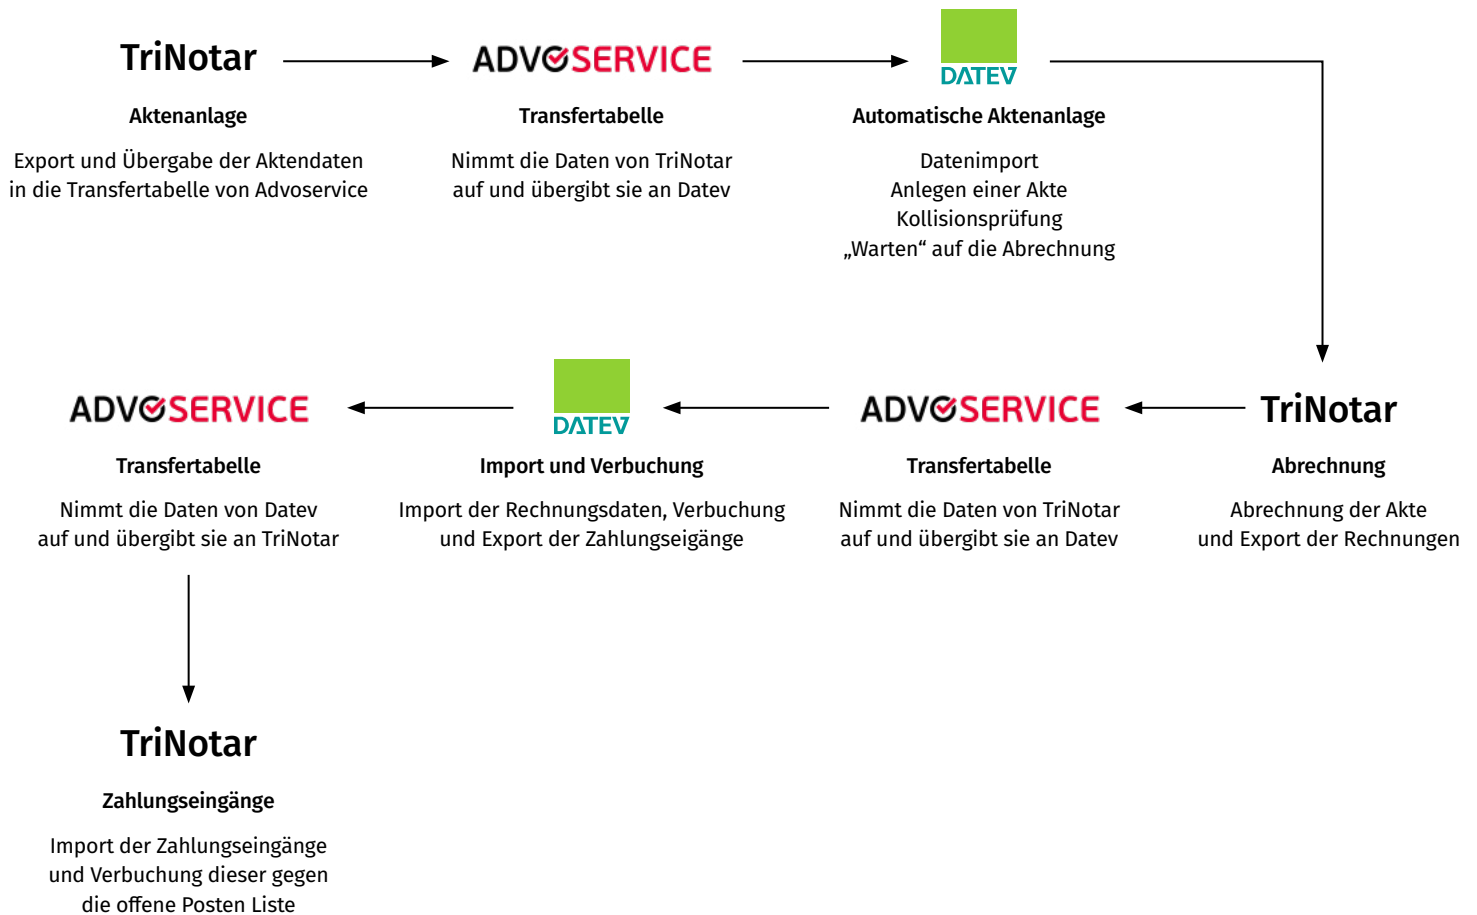 TriNotar
Aktenanlage
Export und Übergabe der Aktendaten
in die Transfertabelle von Advoservice
ADVOSERVICE
Transfertabelle
Nimmt die Daten von TriNotar
auf und übergibt sie an Datev
DATEV
Automatische Aktenanlage
Datenimport
Anlegen einer Akte
Kollisionsprüfung
„Warten“ auf die Abrechnung
TriNotar
Abrechnung
Abrechnung der Akte
und Export der Rechnungen
ADVOSERVICE
Transfertabelle
Nimmt die Daten von TriNotar
auf und übergibt sie an Datev
DATEV
Import und Verbuchung
Import der Rechnungsdaten, Verbuchung
und Export der Zahlungseigänge
ADVOSERVICE
Transfertabelle
Nimmt die Daten von Datev
auf und übergibt sie an TriNotar
TriNotar
Zahlungseingänge
Import der Zahlungseingänge
und Verbuchung dieser gegen
die offene Posten Liste